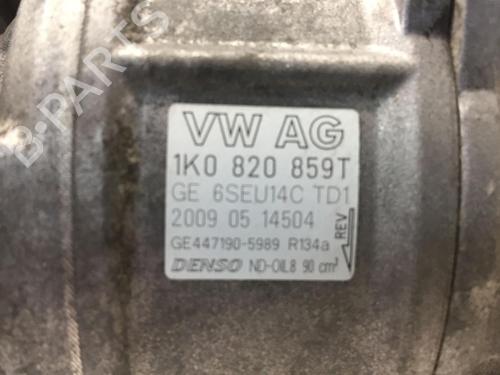 VW AG
1K0 820 859T
GE 6SEU14C TD1
2009 05 14504
GE447190-5989 R134a
REV
DENSO ND-OIL8 90 cm³
B-PARTS